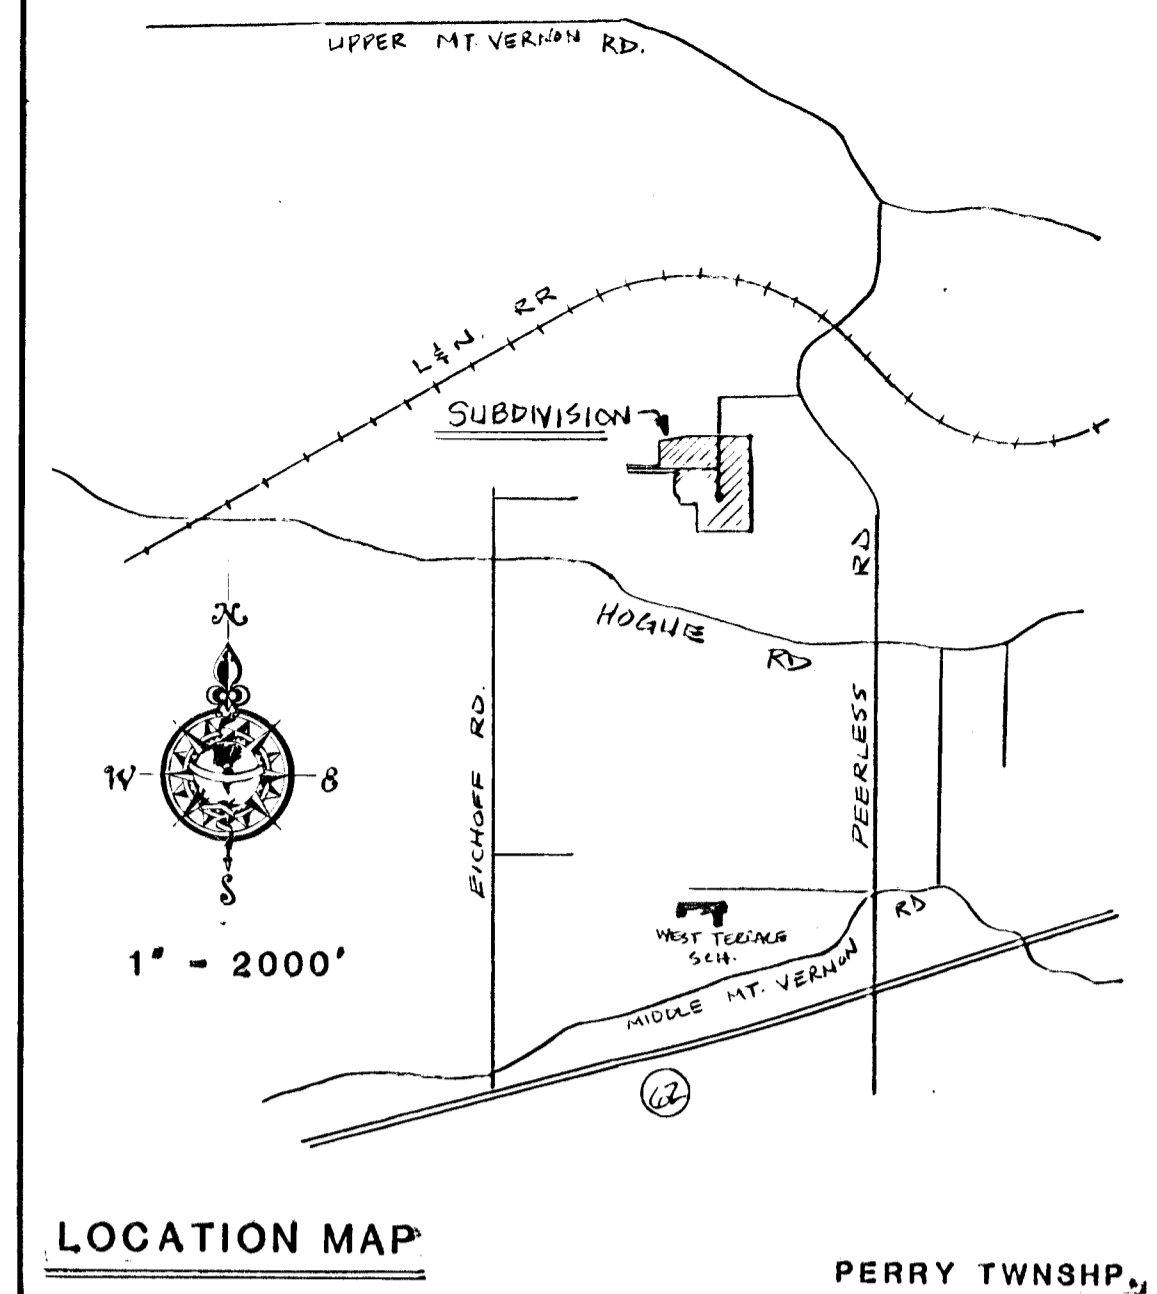 UPPER MT. VERNON RD.
L & N. RR
SUBDIVISION
HOGUE RD
PEERLESS RD
EICHOFF RD.
N
W E
S
1" - 2000'
WEST TERRACE
SCH.
MIDDLE MT. VERNON RD
62
LOCATION MAP
PERRY TWNSHP.